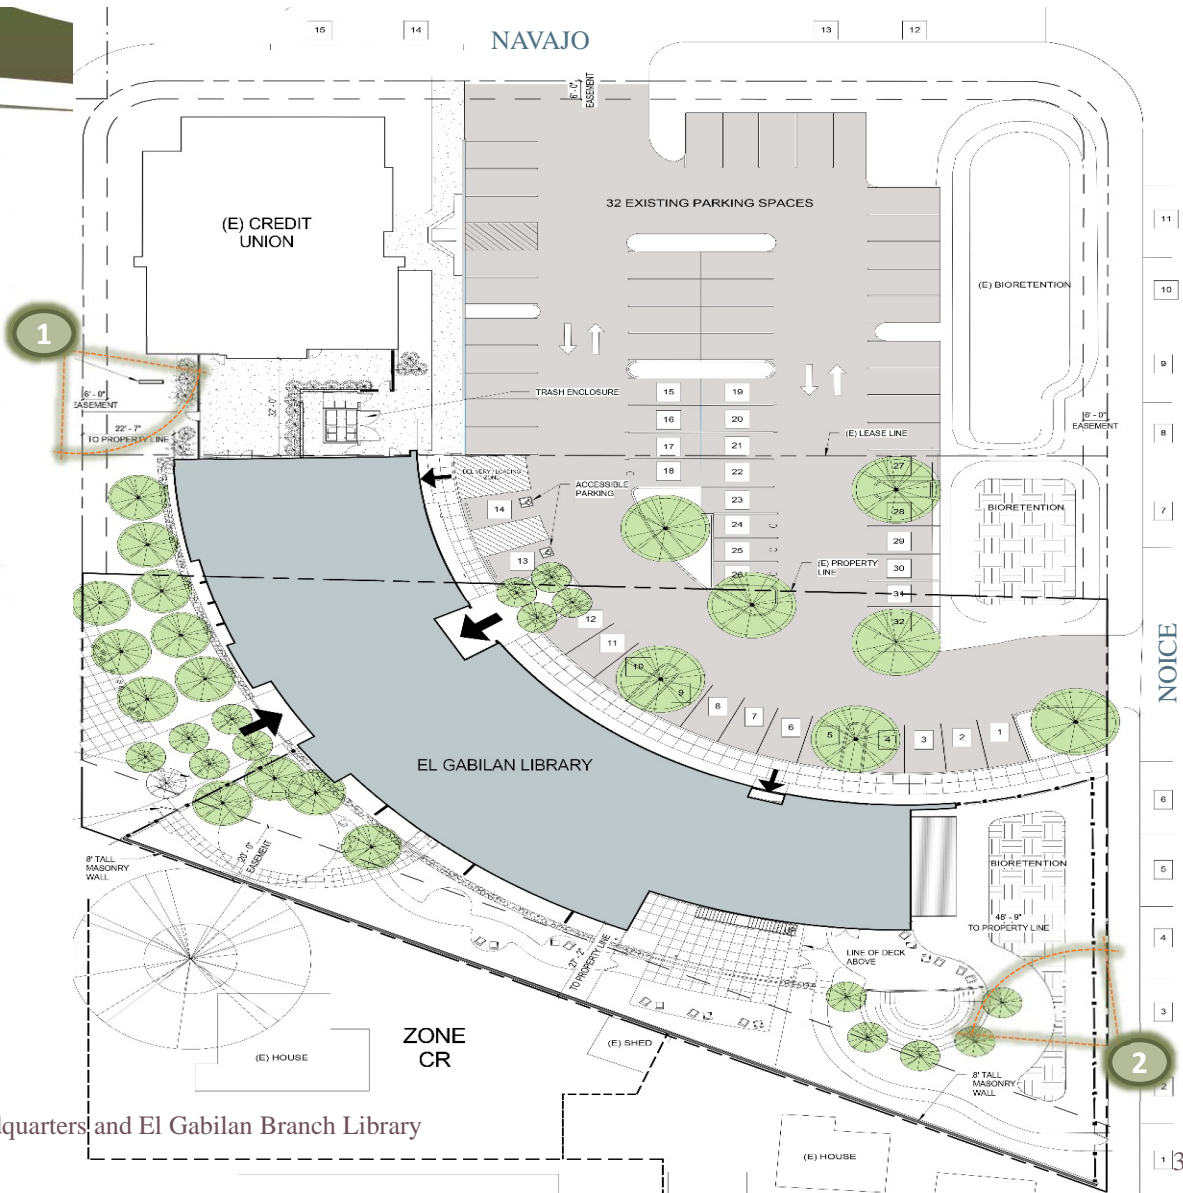 NAVAJO
15
14
13
12
6' - 0"
EASEMENT
(E) CREDIT
UNION
32 EXISTING PARKING SPACES
11
(E) BIORETENTION
10
1
9
6' - 0"
EASEMENT
22' - 7"
TO PROPERTY LINE
32' - 0"
TRASH ENCLOSURE
15
19
16
20
17
21
18
22
23
24
25
26
(E) LEASE LINE
6' - 0"
EASEMENT
8
DELIVERY / LOADING
ZONE
ACCESSIBLE
PARKING
14
13
27
28
29
30
31
32
BIORETENTION
7
(E) PROPERTY
LINE
12
11
10
9
8
7
6
5
4
3
2
1
NOICE
EL GABILAN LIBRARY
6
20' - 0"
EASEMENT
8' TALL
MASONRY
WALL
BIORETENTION
5
48' - 9"
TO PROPERTY LINE
4
27' - 2"
TO PROPERTY LINE
LINE OF DECK
ABOVE
3
ZONE
CR
(E) HOUSE
(E) SHED
2
8' TALL
MASONRY
WALL
2
dquarters and El Gabilan Branch Library
(E) HOUSE
1
3